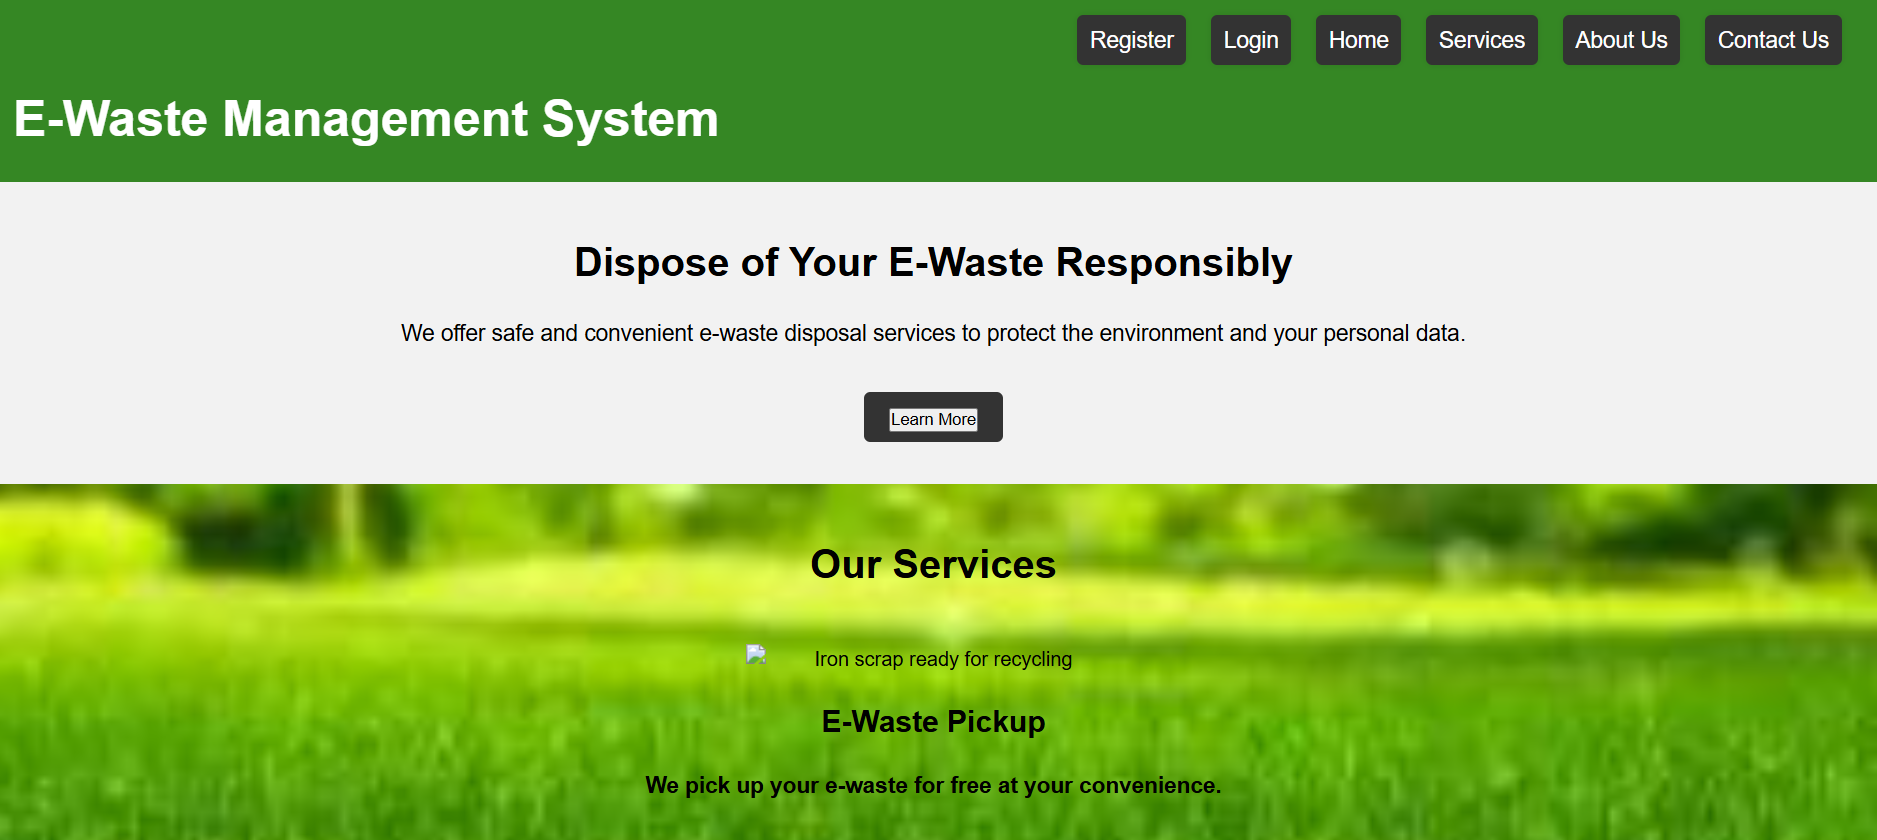 Register Login Home Services About Us Contact Us
E-Waste Management System
Dispose of Your E-Waste Responsibly
We offer safe and convenient e-waste disposal services to protect the environment and your personal data.
Learn More
Our Services
Iron scrap ready for recycling
E-Waste Pickup
We pick up your e-waste for free at your convenience.